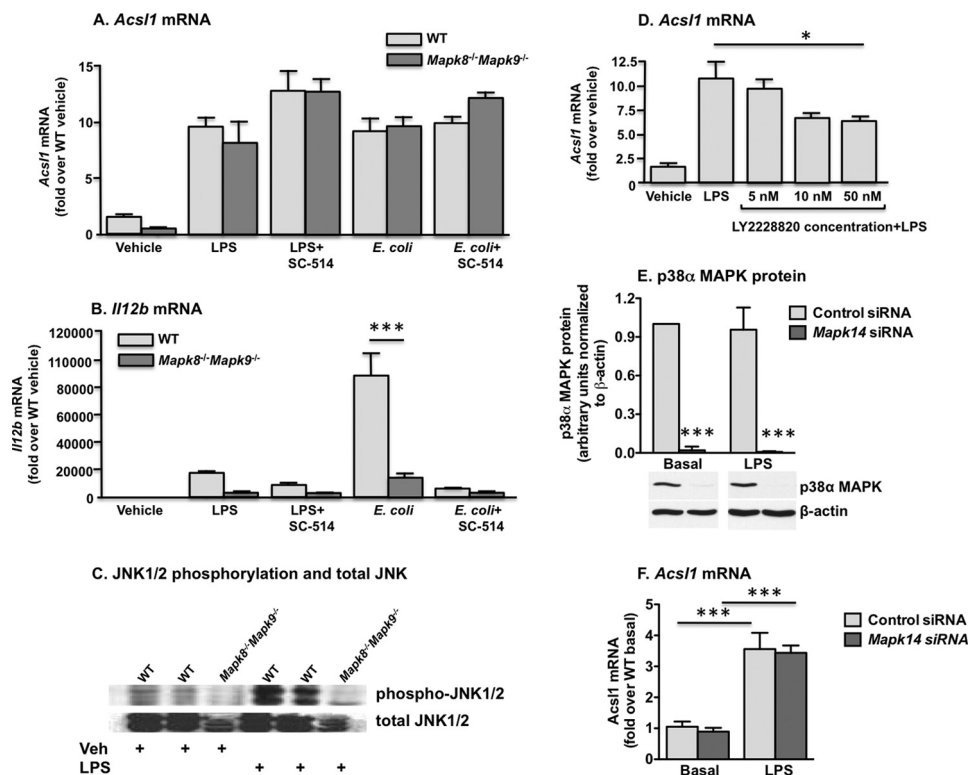 A. Acsl1 mRNA
WT
Mapk8-/-Mapk9-/-
Acsl1 mRNA
(fold over WT vehicle)
15
10
5
0
Vehicle
LPS
LPS+
SC-514
E. coli
E. coli+
SC-514
B. Il12b mRNA
WT
Mapk8-/-Mapk9-/-
***
Il12b mRNA
(fold over WT vehicle)
120000
110000
80000
60000
40000
20000
0
Vehicle
LPS
LPS+
SC-514
E. coli
E. coli+
SC-514
C. JNK1/2 phosphorylation and total JNK
WT
WT
Mapk8-/-Mapk9-/-
WT
WT
Mapk8-/-Mapk9-/-
phospho-JNK1/2
total JNK1/2
Veh + + +
LPS + + +
D. Acsl1 mRNA
*
Acsl1 mRNA
(fold over vehicle)
12.5
10.0
7.5
5.0
2.5
0
Vehicle
LPS
5 nM
10 nM
50 nM
LY2228820 concentration+LPS
E. p38α MAPK protein
Control siRNA
Mapk14 siRNA
p38α MAPK protein
(arbitrary units normalized
to β-actin)
1.2
0.9
0.6
0.3
0.0
***
***
Basal
LPS
p38α MAPK
β-actin
F. Acsl1 mRNA
Control siRNA
Mapk14 siRNA
***
***
Acsl1 mRNA
(fold over WT basal)
5
4
3
2
1
0
Basal
LPS